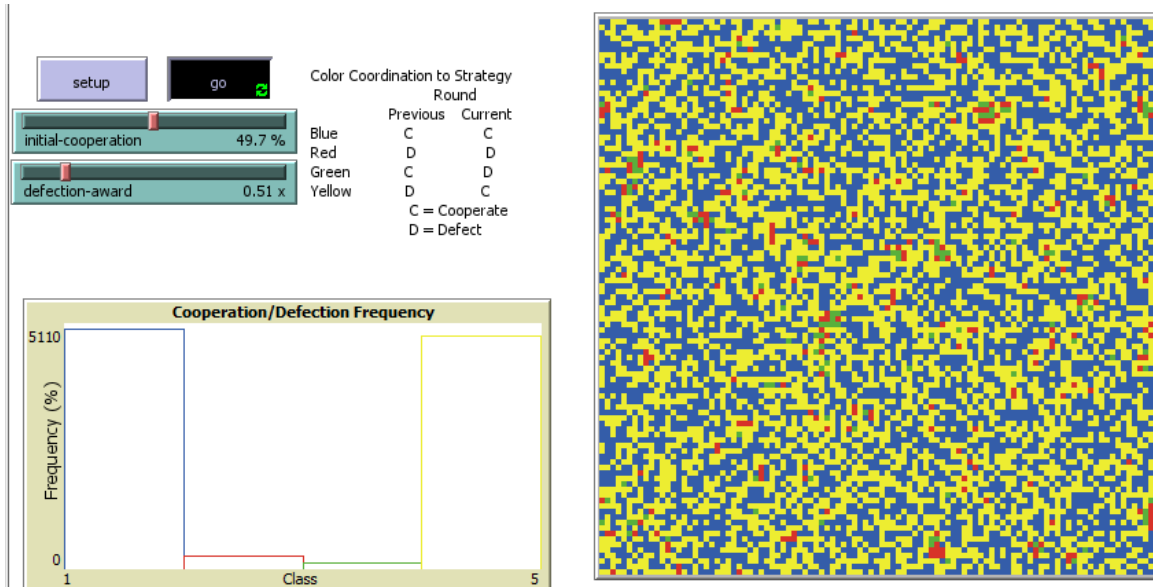 setup
go
initial-cooperation 49.7 %
defection-award 0.51 x
Color Coordination to Strategy
Round
Previous Current
Blue C C
Red D D
Green C D
Yellow D C
C = Cooperate
D = Defect
Cooperation/Defection Frequency
5110
Frequency (%)
0
1 Class 5